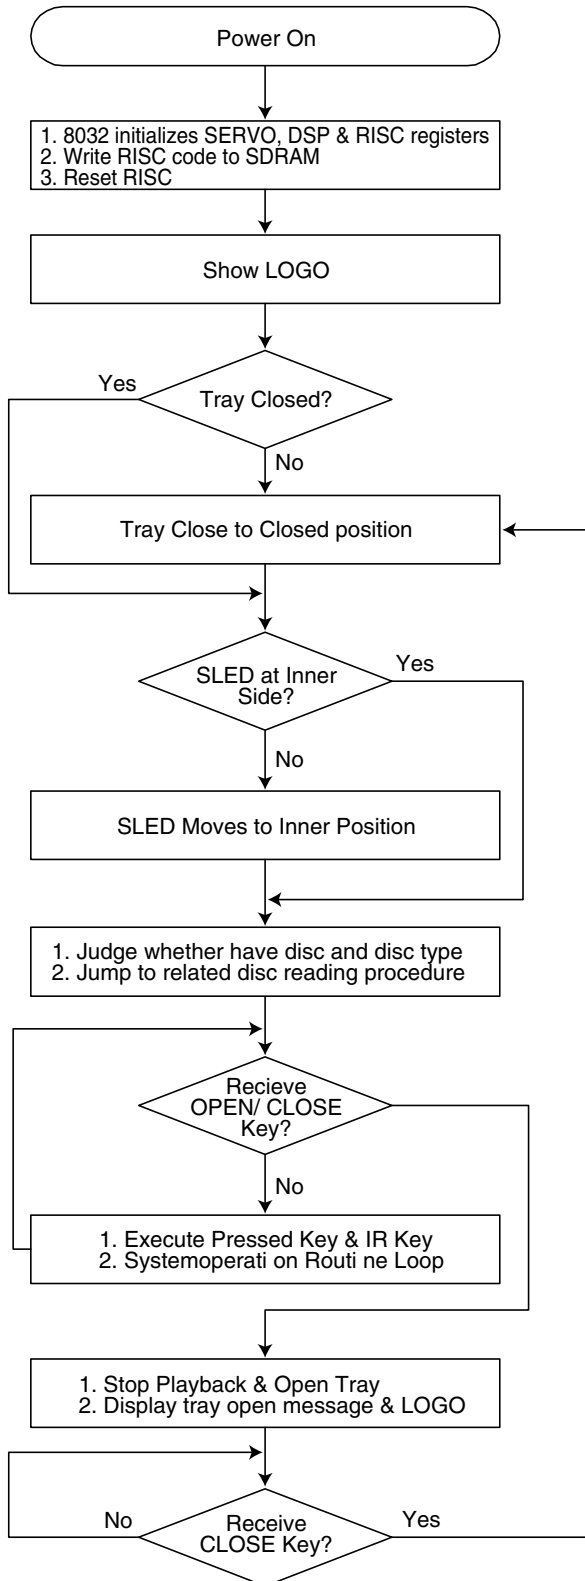 Power On
1. 8032 initializes SERVO, DSP & RISC registers
2. Write RISC code to SDRAM
3. Reset RISC
Show LOGO
Yes
Tray Closed?
No
Tray Close to Closed position
SLED at Inner
Side?
Yes
No
SLED Moves to Inner Position
1. Judge whether have disc and disc type
2. Jump to related disc reading procedure
Recieve
OPEN/ CLOSE
Key?
No
1. Execute Pressed Key & IR Key
2. Systemoperati on Routi ne Loop
1. Stop Playback & Open Tray
2. Display tray open message & LOGO
No
Receive
CLOSE Key?
Yes